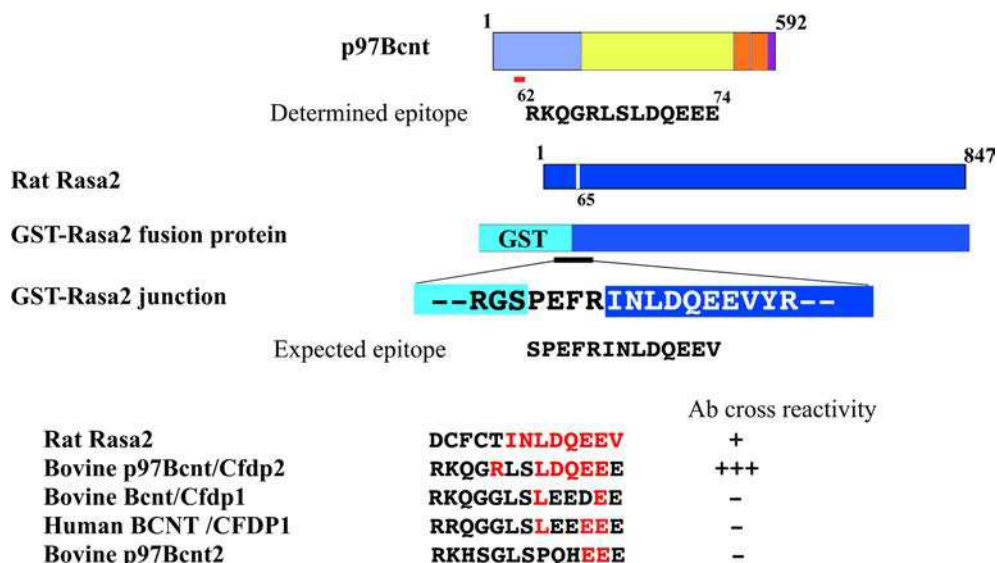 1 592
p97Bcnt
62 74
Determined epitope RKQGRLSLDQEEE
1 847
Rat Rasa2
65
GST-Rasa2 fusion protein GST
GST-Rasa2 junction --RGSPEFRINLDQEEVYR--
Expected epitope SPEFRINLDQEEV
Ab cross reactivity
Rat Rasa2 DCFCTINLDQEEV +
Bovine p97Bcnt/Cfdp2 RKQGRLSLDQEEE +++
Bovine Bcnt/Cfdp1 RKQGGLSLEEDEE –
Human BCNT /CFDP1 RRQGGLSLEEEEE –
Bovine p97Bcnt2 RKHSGLSPQHEEE –